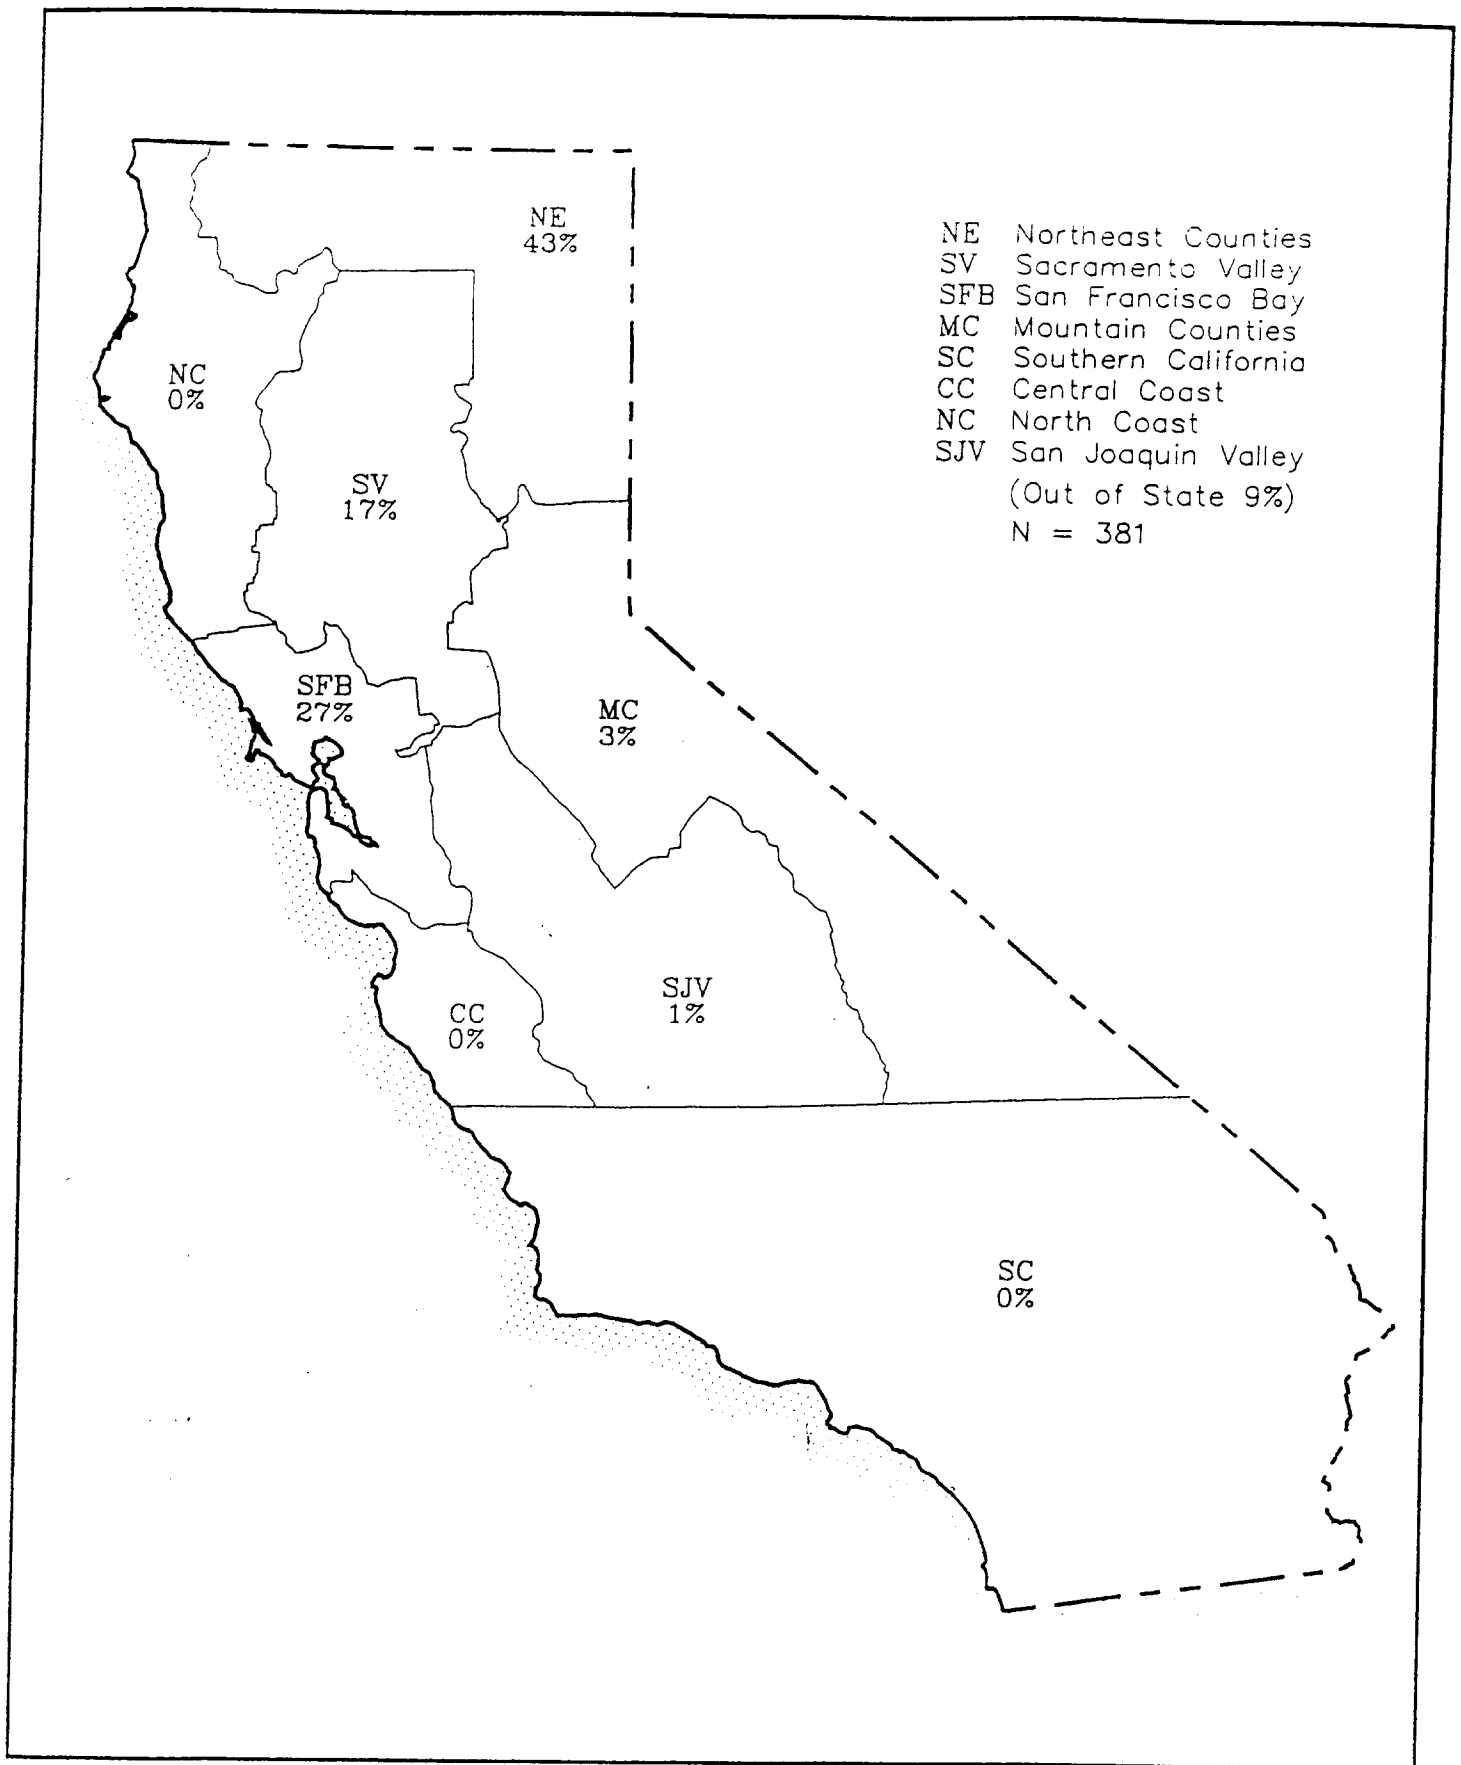 NE
43%
NE Northeast Counties
SV Sacramento Valley
SFB San Francisco Bay
MC Mountain Counties
SC Southern California
CC Central Coast
NC North Coast
SJV San Joaquin Valley
(Out of State 9%)
N = 381
NC
0%
SV
17%
SFB
27%
MC
3%
SJV
1%
CC
0%
SC
0%